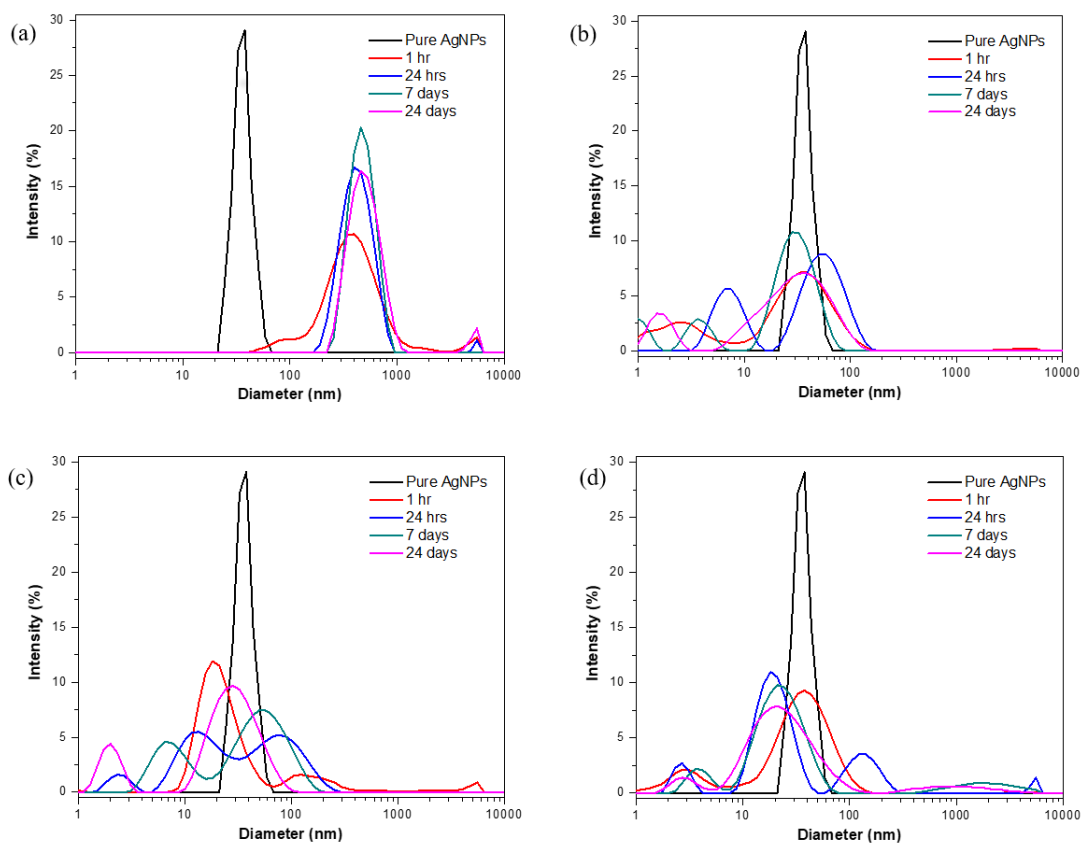 (a)
30
25
20
15
10
5
0
Intensity (%)
Pure AgNPs
1 hr
24 hrs
7 days
24 days
1
10
100
1000
10000
Diameter (nm)
(b)
30
25
20
15
10
5
0
Intensity (%)
Pure AgNPs
1 hr
24 hrs
7 days
24 days
1
10
100
1000
10000
Diameter (nm)
(c)
30
25
20
15
10
5
0
Intensity (%)
Pure AgNPs
1 hr
24 hrs
7 days
24 days
1
10
100
1000
10000
Diameter (nm)
(d)
30
25
20
15
10
5
0
Intensity (%)
Pure AgNPs
1 hr
24 hrs
7 days
24 days
1
10
100
1000
10000
Diameter (nm)